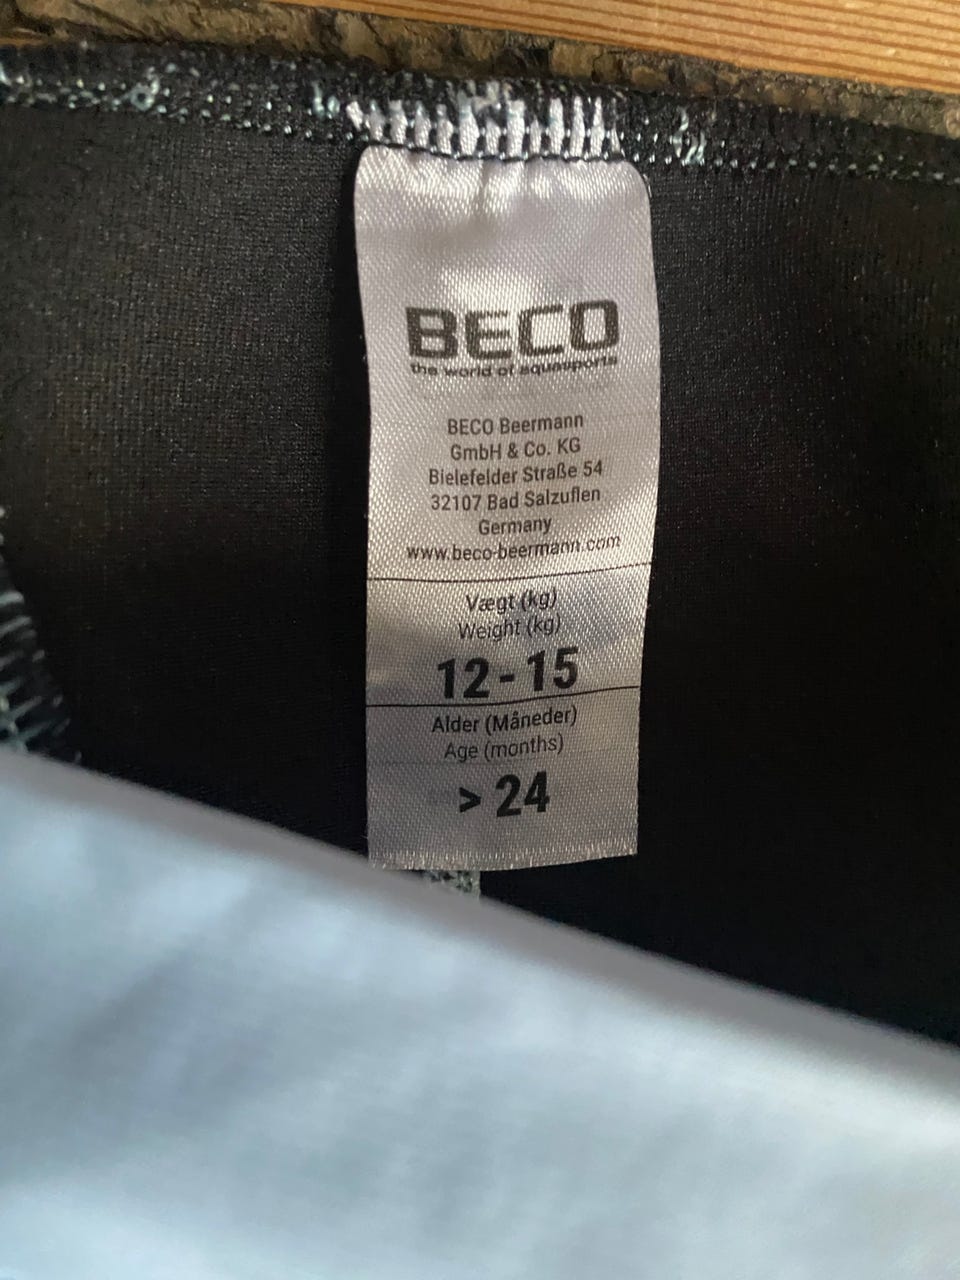 BECO
the world of aquasports
BECO Beermann
GmbH & Co. KG
Bielefelder Straße 54
32107 Bad Salzuflen
Germany
www.beco-beermann.com
Vægt (kg)
Weight (kg)
12 - 15
Alder (Måneder)
Age (months)
> 24